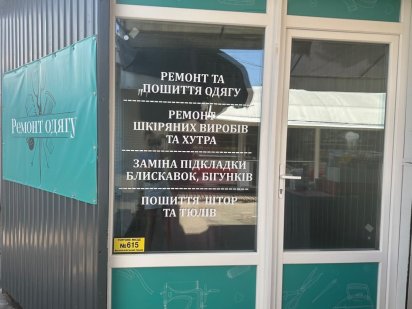 Ремонт одягу
РЕМОНТ ТА
ПОШИТТЯ ОДЯГУ
РЕМОНТ
ШКІРЯНИХ ВИРОБІВ
ТА ХУТРА
ЗАМІНА ПІДКЛАДКИ
БЛИСКАВОК, БІГУНКІВ
ПОШИТТЯ ШТОР
ТА ТЮЛІВ
№615